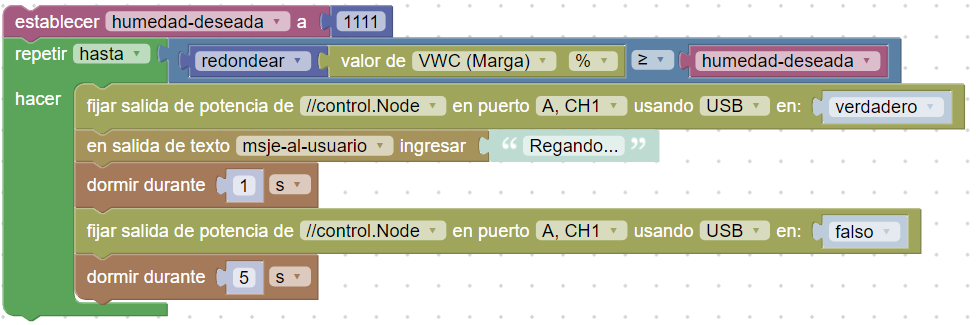 establecer humedad-deseada a 1111
repetir hasta redondear valor de VWC (Marga) % ≥ humedad-deseada
hacer fijar salida de potencia de //control.Node en puerto A, CH1 usando USB en: verdadero
en salida de texto msje-al-usuario ingresar “ Regando... ”
dormir durante 1 s
fijar salida de potencia de //control.Node en puerto A, CH1 usando USB en: falso
dormir durante 5 s